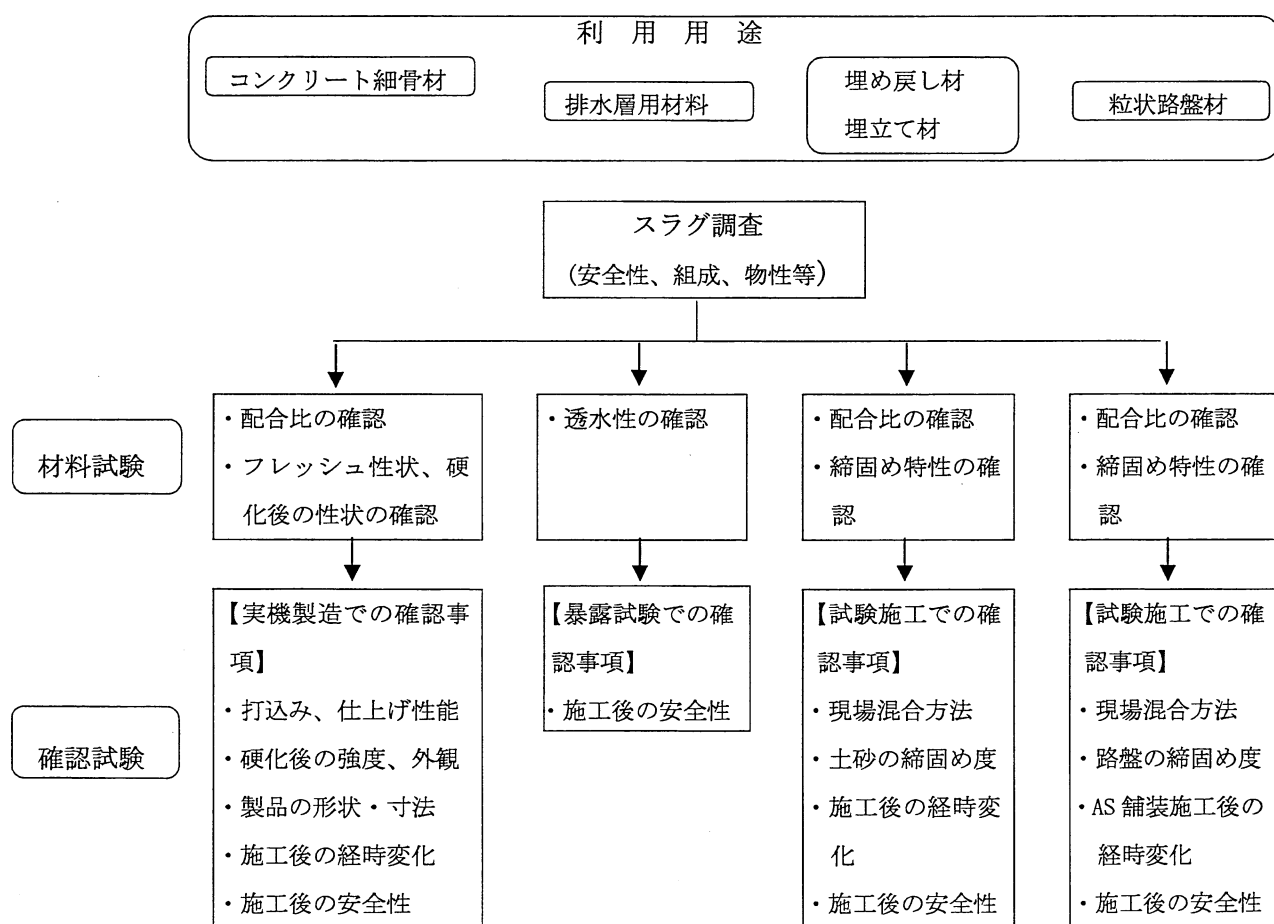 利用用途
コンクリート細骨材
排水層用材料
埋め戻し材
埋立て材
粒状路盤材
スラグ調査
(安全性、組成、物性等)
材料試験
・配合比の確認
・フレッシュ性状、硬
化後の性状の確認
・透水性の確認
・配合比の確認
・締固め特性の確
認
・配合比の確認
・締固め特性の確
認
確認試験
【実機製造での確認事
項】
・打込み、仕上げ性能
・硬化後の強度、外観
・製品の形状・寸法
・施工後の経時変化
・施工後の安全性
【暴露試験での確
認事項】
・施工後の安全性
【試験施工での確
認事項】
・現場混合方法
・土砂の締固め度
・施工後の経時変
化
・施工後の安全性
【試験施工での確
認事項】
・現場混合方法
・路盤の締固め度
・AS舗装施工後の
経時変化
・施工後の安全性